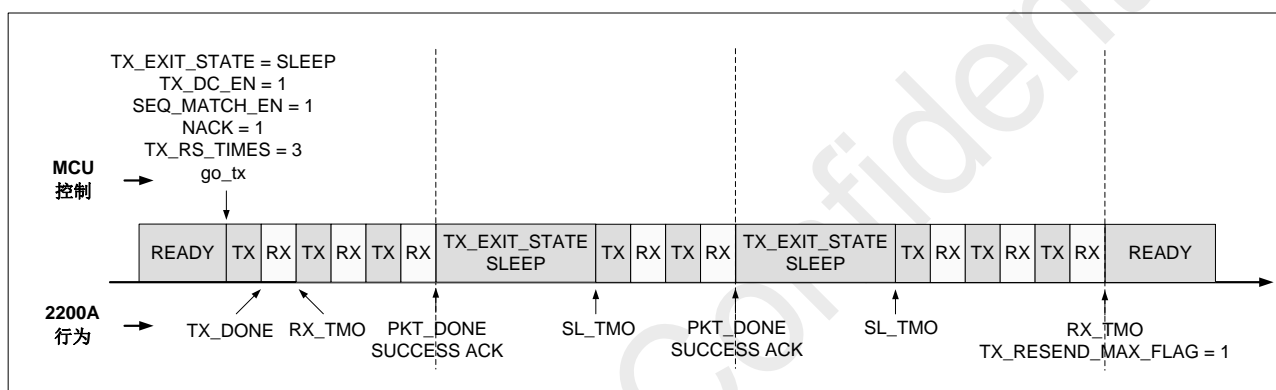 TX_EXIT_STATE = SLEEP
TX_DC_EN = 1
SEQ_MATCH_EN = 1
NACK = 1
TX_RS_TIMES = 3
go_tx
MCU
控制
READY TX RX TX RX TX RX TX_EXIT_STATE SLEEP TX RX TX RX TX_EXIT_STATE SLEEP TX RX TX RX TX RX READY
2200A
行为
TX_DONE
RX_TMO
PKT_DONE
SUCCESS ACK
SL_TMO
PKT_DONE
SUCCESS ACK
SL_TMO
RX_TMO
TX_RESEND_MAX_FLAG = 1
Confident